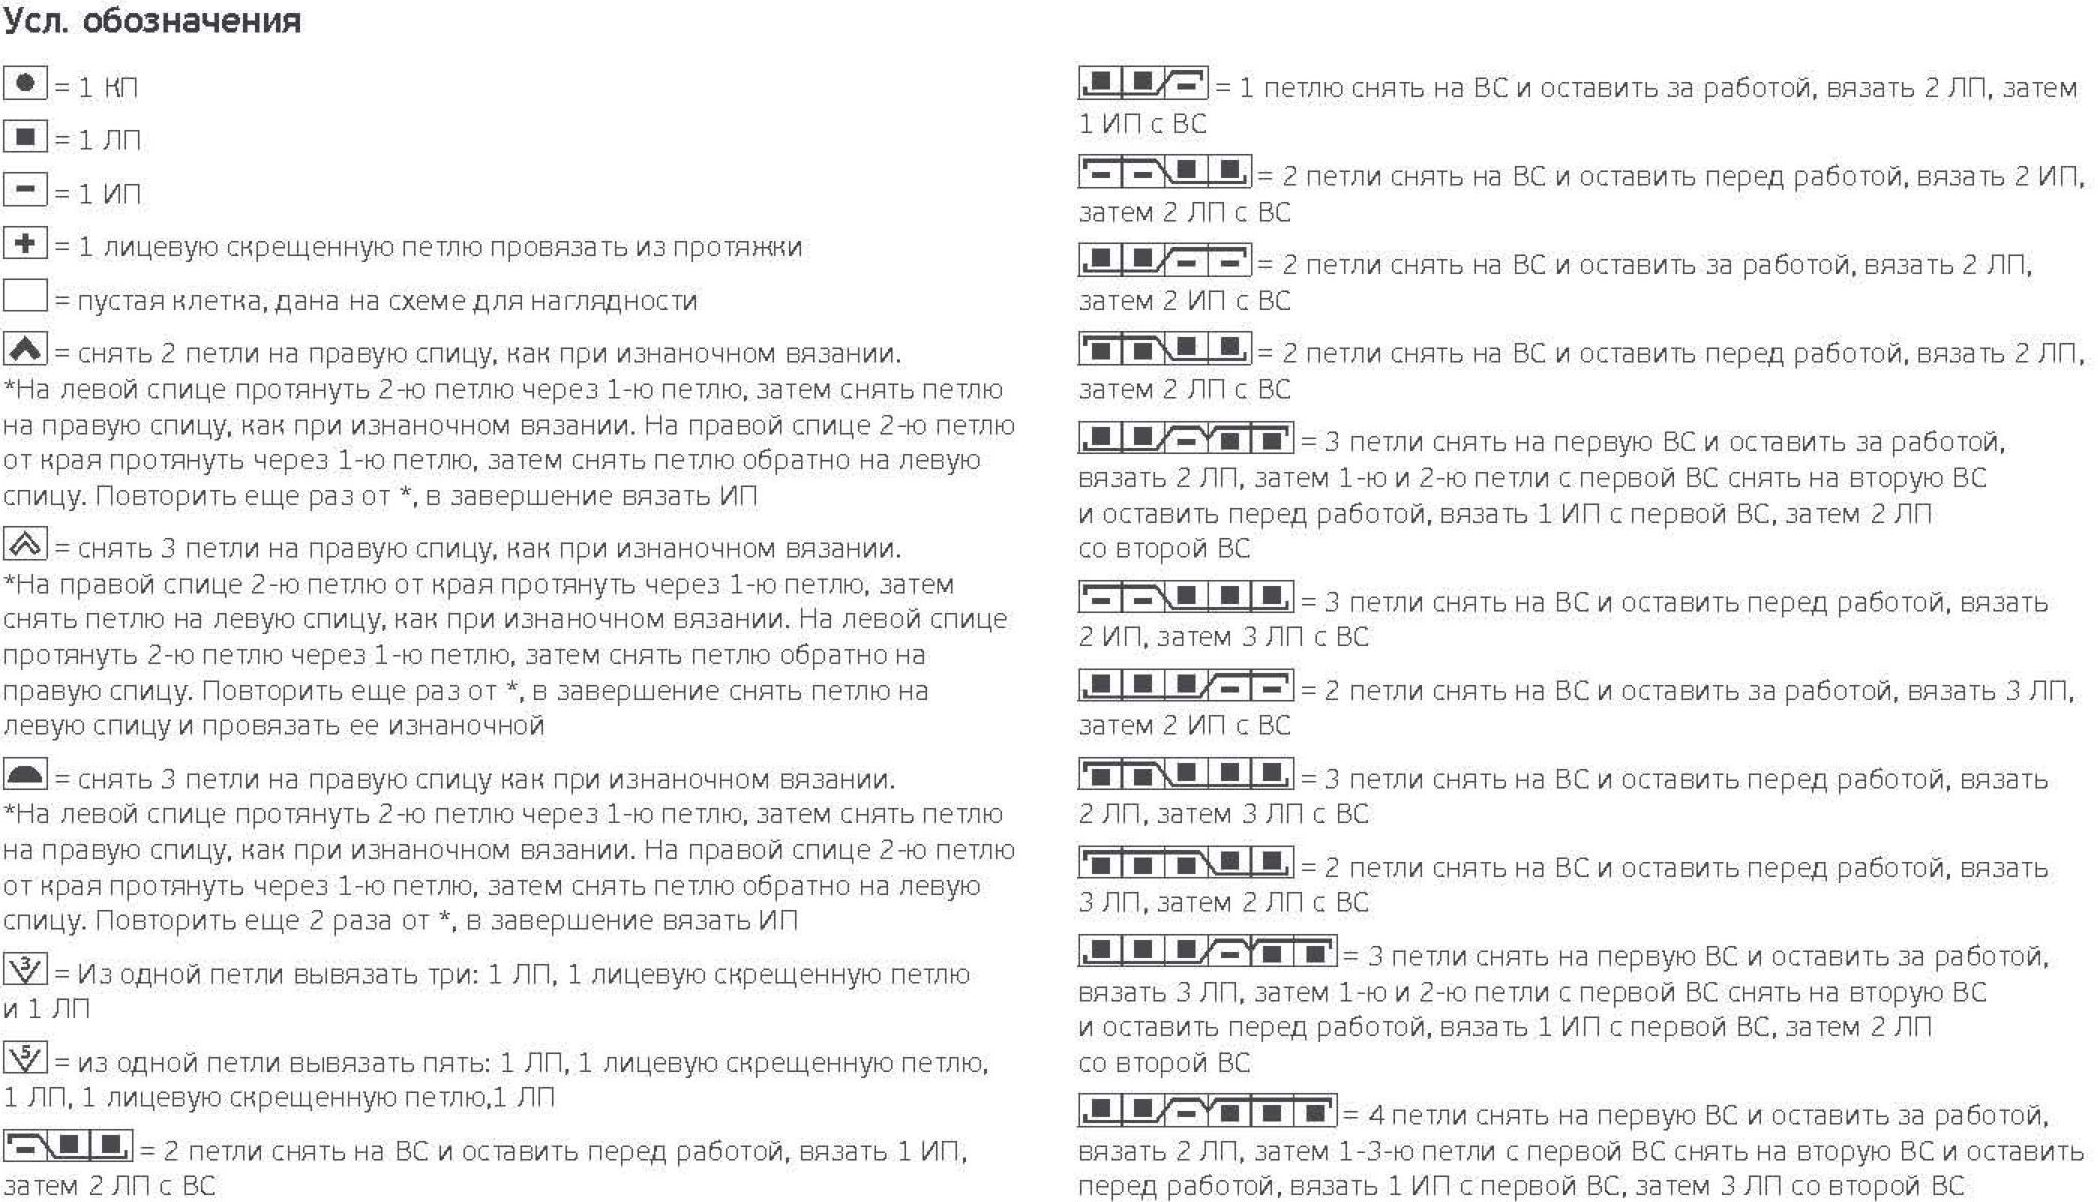 Усл. обозначения
= 1 КП
= 1 ЛП
= 1 ИП
= 1 лицевую скрещенную петлю провязать из протяжки
= пустая клетка, дана на схеме для наглядности
= снять 2 петли на правую спицу, как при изнаночном вязании.
*На левой спице протянуть 2-ю петлю через 1-ю петлю, затем снять петлю
на правую спицу, как при изнаночном вязании. На правой спице 2-ю петлю
от края протянуть через 1-ю петлю, затем снять петлю обратно на левую
спицу. Повторить еще раз от *, в завершение вязать ИП
= снять 3 петли на правую спицу, как при изнаночном вязании.
*На правой спице 2-ю петлю от края протянуть через 1-ю петлю, затем
снять петлю на левую спицу, как при изнаночном вязании. На левой спице
протянуть 2-ю петлю через 1-ю петлю, затем снять петлю обратно на
правую спицу. Повторить еще раз от *, в завершение снять петлю на
левую спицу и провязать ее изнаночной
= снять 3 петли на правую спицу как при изнаночном вязании.
*На левой спице протянуть 2-ю петлю через 1-ю петлю, затем снять петлю
на правую спицу, как при изнаночном вязании. На правой спице 2-ю петлю
от края протянуть через 1-ю петлю, затем снять петлю обратно на левую
спицу. Повторить еще 2 раза от *, в завершение вязать ИП
3 = Из одной петли вывязать три: 1 ЛП, 1 лицевую скрещенную петлю
и 1 ЛП
5 = из одной петли вывязать пять: 1 ЛП, 1 лицевую скрещенную петлю,
1 ЛП, 1 лицевую скрещенную петлю,1 ЛП
= 2 петли снять на ВС и оставить перед работой, вязать 1 ИП,
затем 2 ЛП с ВС
= 1 петлю снять на ВС и оставить за работой, вязать 2 ЛП, затем
1 ИП с ВС
= 2 петли снять на ВС и оставить перед работой, вязать 2 ИП,
затем 2 ЛП с ВС
= 2 петли снять на ВС и оставить за работой, вязать 2 ЛП,
затем 2 ИП с ВС
= 2 петли снять на ВС и оставить перед работой, вязать 2 ЛП,
затем 2 ЛП с ВС
= 3 петли снять на первую ВС и оставить за работой,
вязать 2 ЛП, затем 1-ю и 2-ю петли с первой ВС снять на вторую ВС
и оставить перед работой, вязать 1 ИП с первой ВС, затем 2 ЛП
со второй ВС
= 3 петли снять на ВС и оставить перед работой, вязать
2 ИП, затем 3 ЛП с ВС
= 2 петли снять на ВС и оставить за работой, вязать 3 ЛП,
затем 2 ИП с ВС
= 3 петли снять на ВС и оставить перед работой, вязать
2 ЛП, затем 3 ЛП с ВС
= 2 петли снять на ВС и оставить перед работой, вязать
3 ЛП, затем 2 ЛП с ВС
= 3 петли снять на первую ВС и оставить за работой,
вязать 3 ЛП, затем 1-ю и 2-ю петли с первой ВС снять на вторую ВС
и оставить перед работой, вязать 1 ИП с первой ВС, затем 2 ЛП
со второй ВС
= 4 петли снять на первую ВС и оставить за работой,
вязать 2 ЛП, затем 1-3-ю петли с первой ВС снять на вторую ВС и оставить
перед работой, вязать 1 ИП с первой ВС, затем 3 ЛП со второй ВС